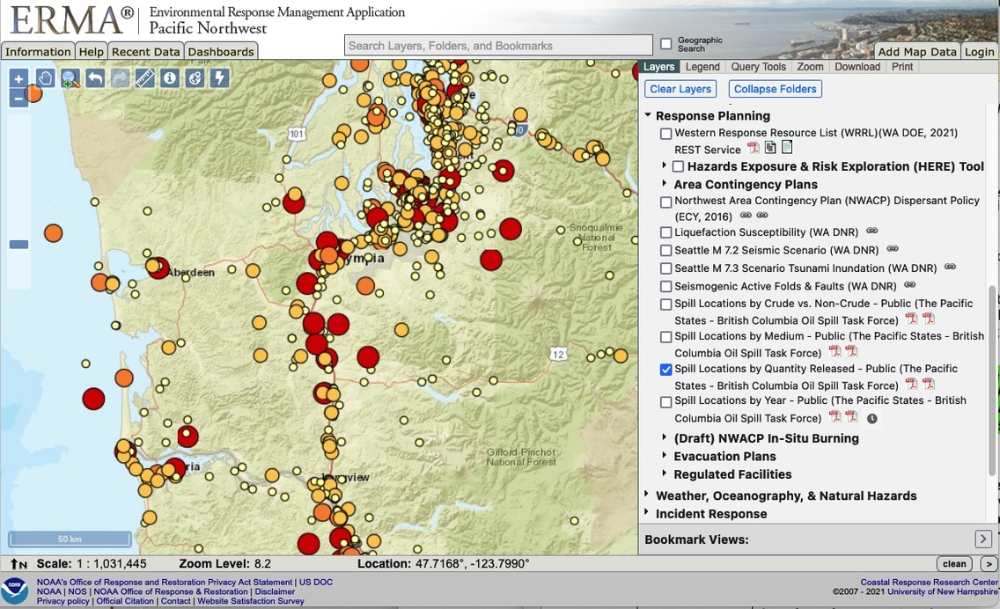 ERMA® Environmental Response Management Application
Pacific Northwest
Search Layers, Folders, and Bookmarks
Geographic
Search
Information Help Recent Data Dashboards
Add Map Data Login
Layers Legend Query Tools Zoom Download Print
Clear Layers Collapse Folders
Response Planning
Western Response Resource List (WRRL)(WA DOE, 2021)
REST Service
Hazards Exposure & Risk Exploration (HERE) Tool
Area Contingency Plans
Northwest Area Contingency Plan (NWACP) Dispersant Policy
(ECY, 2016)
Liquefaction Susceptibility (WA DNR)
Seattle M 7.2 Seismic Scenario (WA DNR)
Seattle M 7.3 Scenario Tsunami Inundation (WA DNR)
Seismogenic Active Folds & Faults (WA DNR)
Spill Locations by Crude vs. Non-Crude - Public (The Pacific
States - British Columbia Oil Spill Task Force)
Spill Locations by Medium - Public (The Pacific States - British
Columbia Oil Spill Task Force)
Spill Locations by Quantity Released - Public (The Pacific
States - British Columbia Oil Spill Task Force)
Spill Locations by Year - Public (The Pacific States - British
Columbia Oil Spill Task Force)
(Draft) NWACP In-Situ Burning
Evacuation Plans
Regulated Facilities
Weather, Oceanography, & Natural Hazards
Incident Response
Bookmark Views:
101
Snoqualmie
National
Forest
ympia
Aberdeen
12
Gifford Pinchot
National Forest
ria
view
50 km
N Scale: 1 : 1,031,445 Zoom Level: 8.2 Location: 47.7168°, -123.7990°
clean >
NOAA's Office of Response and Restoration Privacy Act Statement | US DOC
NOAA | NOS | NOAA Office of Response & Restoration | Disclaimer
Privacy policy | Official Citation | Contact | Website Satisfaction Survey
Coastal Response Research Center
©2007 - 2021 University of New Hampshire